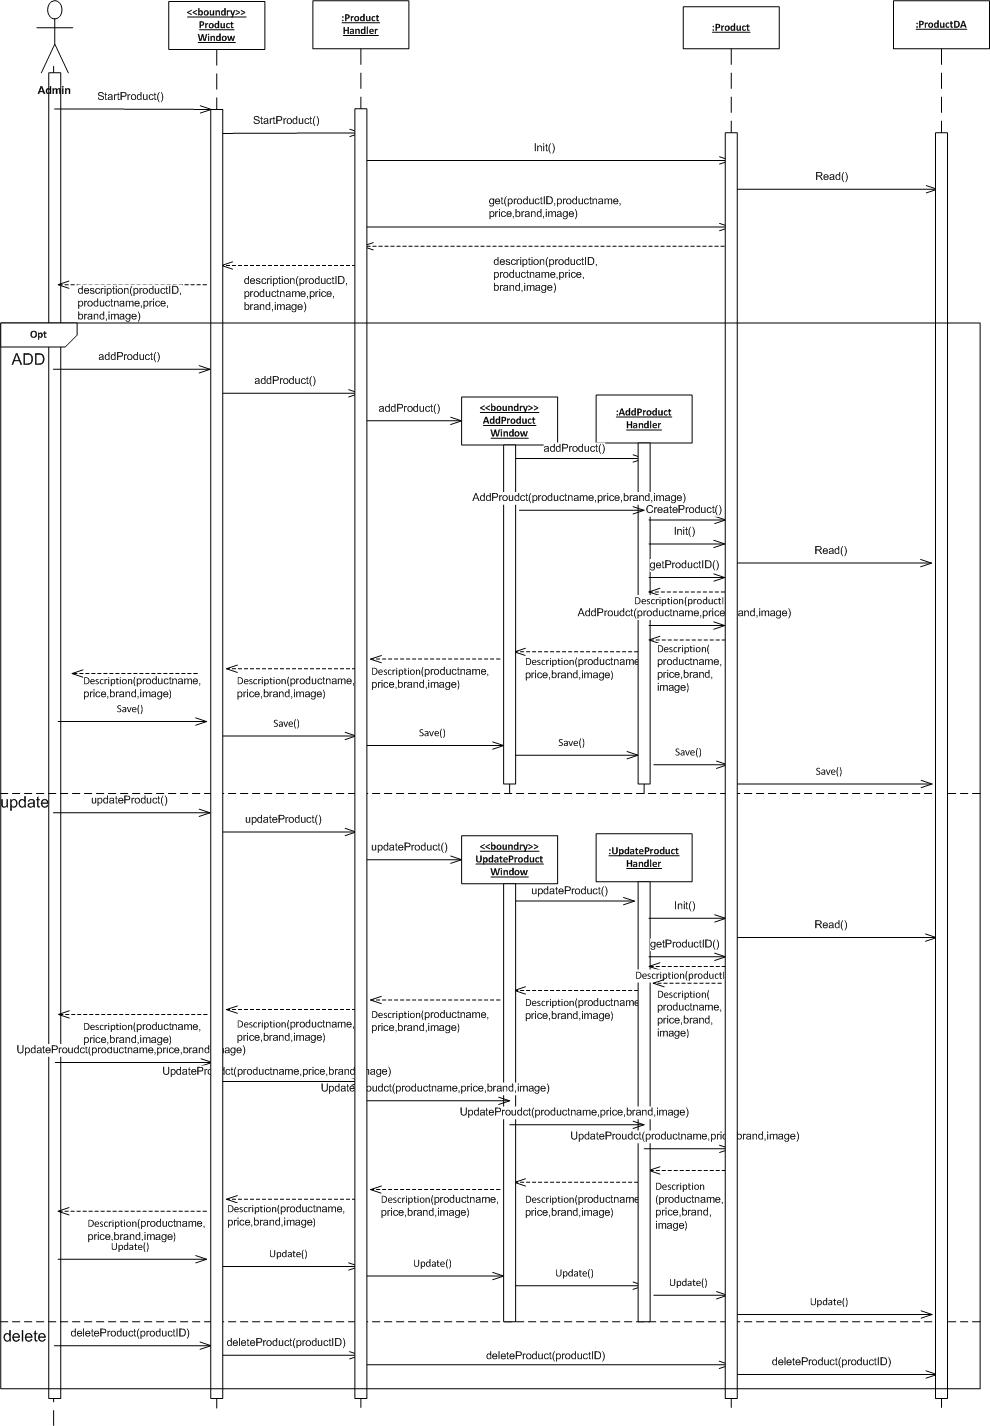 <<boundry>>
Product
Window
:Product
Handler
:Product
:ProductDA
Admin
StartProduct()
StartProduct()
Init()
Read()
get(productID,productname,
price,brand,image)
description(productID,
productname,price,
brand,image)
description(productID,
productname,price,
brand,image)
description(productID,
productname,price,
brand,image)
Opt
ADD
addProduct()
addProduct()
addProduct()
<<boundry>>
AddProduct
Window
:AddProduct
Handler
addProduct()
AddProudct(productname,price,brand,image)
CreateProduct()
Init()
Read()
getProductID()
Description(productI
AddProudct(productname,price
and,image)
Description(
productname,
price,brand,
image)
Description(productname,
price,brand,image)
Description(productname,
price,brand,image)
Description(productname,
price,brand,image)
Description(productname,
price,brand,image)
Save()
Save()
Save()
Save()
Save()
Save()
update
updateProduct()
updateProduct()
updateProduct()
<<boundry>>
UpdateProduct
Window
:UpdateProduct
Handler
updateProduct()
Init()
Read()
getProductID()
Description(productI
Description(
productname,
price,brand,
image)
Description(productname,
price,brand,image)
Description(productname,
price,brand,image)
Description(productname,
price,brand,image)
Description(productname,
price,brand,image)
UpdateProudct(productname,price,brand
image)
UpdateProudct(productname,price,brand
image)
UpdateProudct(productname,price,brand,image)
UpdateProudct(productname,price,brand,image)
UpdateProudct(productname,pric
brand,image)
Description
(productname,
price,brand,
image)
Description(productname,
price,brand,image)
Description(productname,
price,brand,image)
Description(productname,
price,brand,image)
Description(productname,
price,brand,image)
Update()
Update()
Update()
Update()
Update()
Update()
delete
deleteProduct(productID)
deleteProduct(productID)
deleteProduct(productID)
deleteProduct(productID)